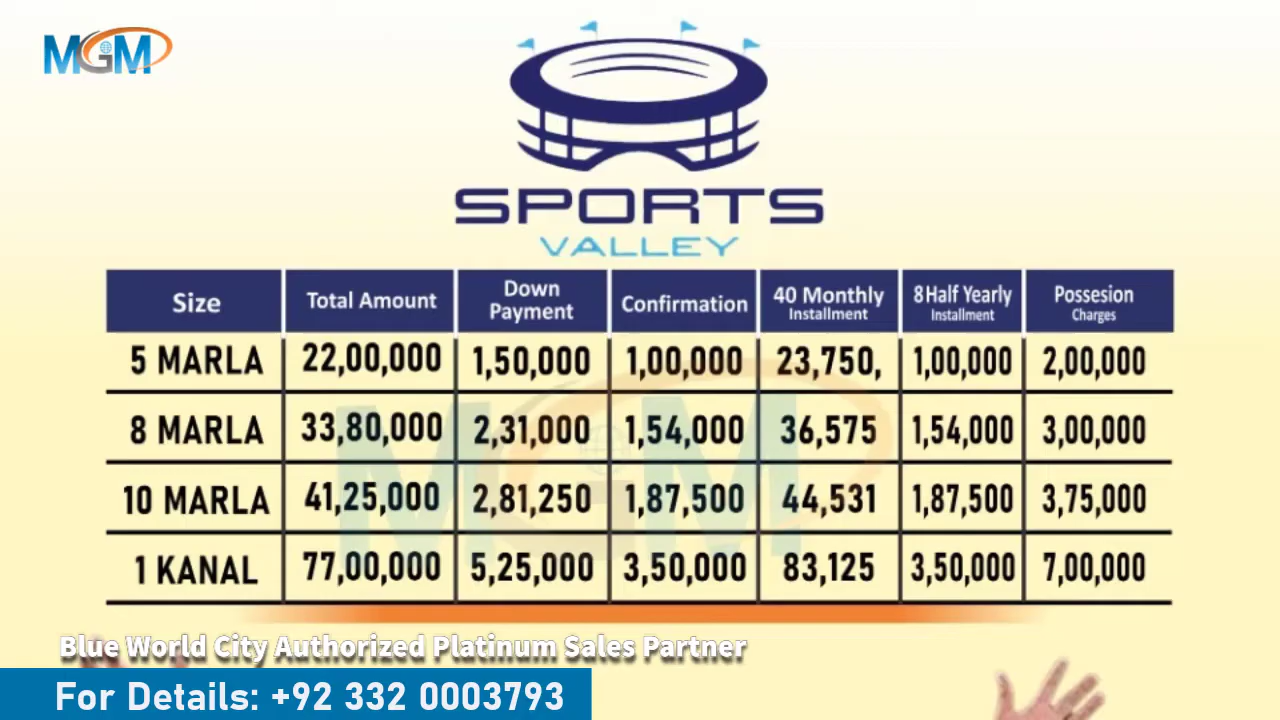 MGM
SPORTS
VALLEY
Size Total Amount Down Payment Confirmation 40 Monthly Installment 8 Half Yearly Installment Possesion Charges
5 MARLA 22,00,000 1,50,000 1,00,000 23,750, 1,00,000 2,00,000
8 MARLA 33,80,000 2,31,000 1,54,000 36,575 1,54,000 3,00,000
10 MARLA 41,25,000 2,81,250 1,87,500 44,531 1,87,500 3,75,000
1 KANAL 77,00,000 5,25,000 3,50,000 83,125 3,50,000 7,00,000
MGM
Blue World City Authorized Platinum Sales Partner
For Details: +92 332 0003793